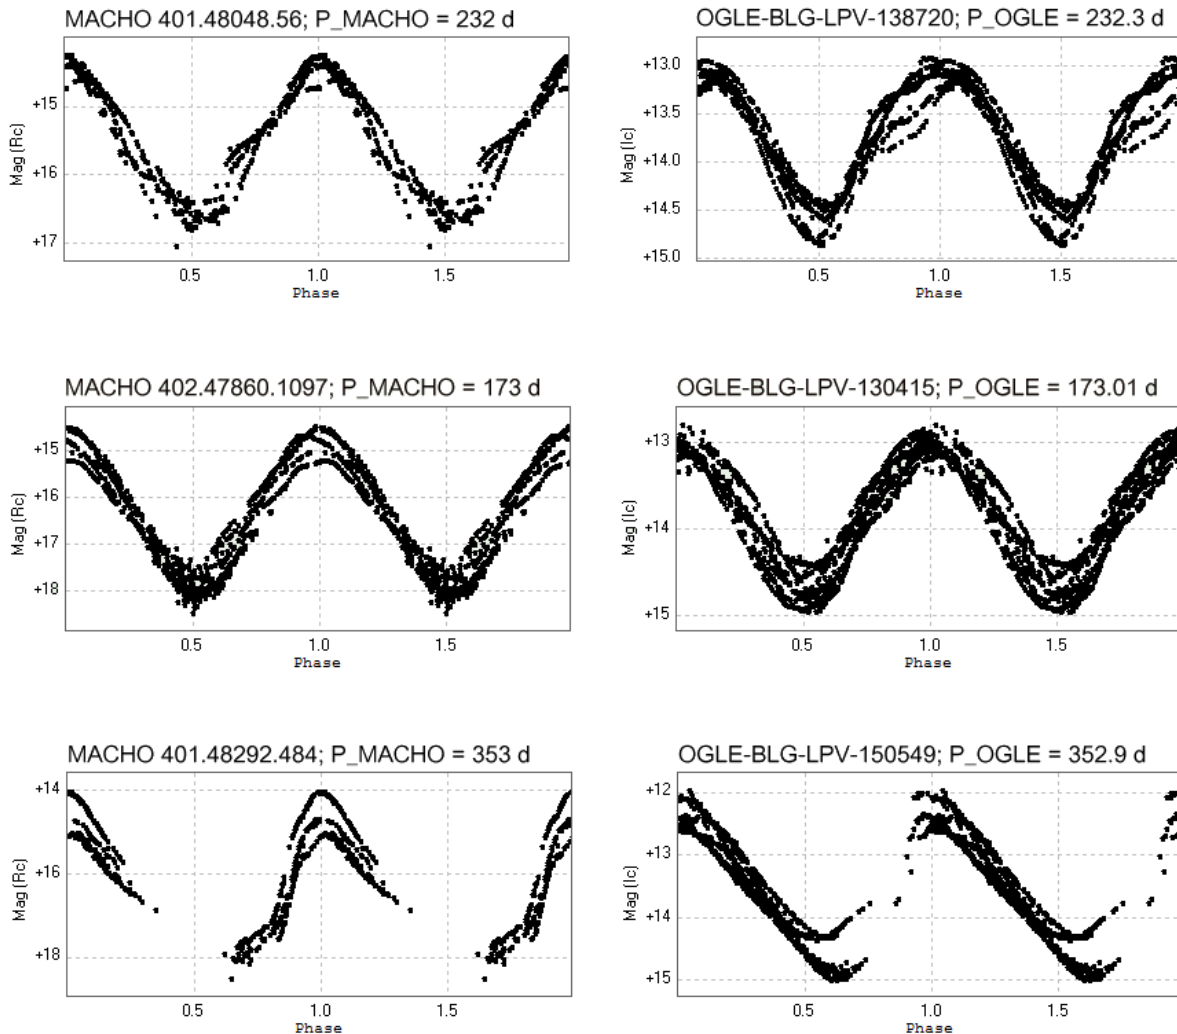 MACHO 401.48048.56; P_MACHO = 232 d
+15
+16
+17
Mag (Rc)
0.5 1.0 1.5
Phase
OGLE-BLG-LPV-138720; P_OGLE = 232.3 d
+13.0
+13.5
+14.0
+14.5
+15.0
Mag (Ic)
0.5 1.0 1.5
Phase
MACHO 402.47860.1097; P_MACHO = 173 d
+15
+16
+17
+18
Mag (Rc)
0.5 1.0 1.5
Phase
OGLE-BLG-LPV-130415; P_OGLE = 173.01 d
+13
+14
+15
Mag (Ic)
0.5 1.0 1.5
Phase
MACHO 401.48292.484; P_MACHO = 353 d
+14
+16
+18
Mag (Rc)
0.5 1.0 1.5
Phase
OGLE-BLG-LPV-150549; P_OGLE = 352.9 d
+12
+13
+14
+15
Mag (Ic)
0.5 1.0 1.5
Phase